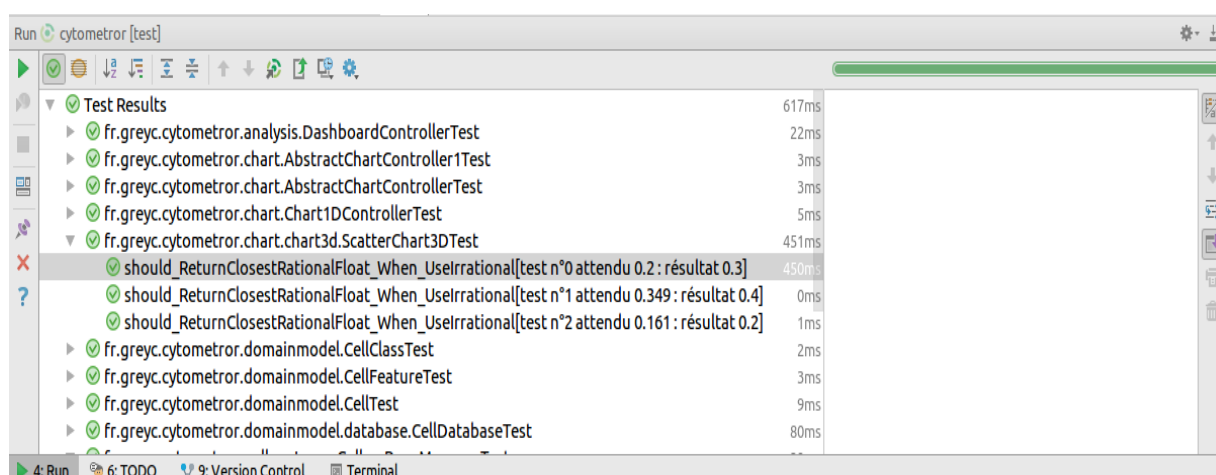 Run cytometror [test]
Test Results 617ms
fr.greyc.cytometror.analysis.DashboardControllerTest 22ms
fr.greyc.cytometror.chart.AbstractChartController1Test 3ms
fr.greyc.cytometror.chart.AbstractChartControllerTest 3ms
fr.greyc.cytometror.chart.Chart1DControllerTest 5ms
fr.greyc.cytometror.chart.chart3d.ScatterChart3DTest 451ms
should_ReturnClosestRationalFloat_When_UseIrrational[test n°0 attendu 0.2 : résultat 0.3] 450ms
should_ReturnClosestRationalFloat_When_UseIrrational[test n°1 attendu 0.349 : résultat 0.4] 0ms
should_ReturnClosestRationalFloat_When_UseIrrational[test n°2 attendu 0.161 : résultat 0.2] 1ms
fr.greyc.cytometror.domainmodel.CellClassTest 2ms
fr.greyc.cytometror.domainmodel.CellFeatureTest 3ms
fr.greyc.cytometror.domainmodel.CellTest 9ms
fr.greyc.cytometror.domainmodel.database.CellDatabaseTest 80ms
4: Run 6: TODO 9: Version Control Terminal